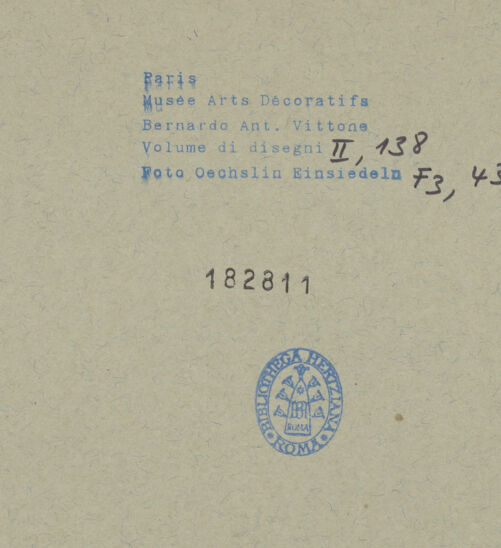 Paris
Musée Arts Décoratifs
Bernardo Ant. Vittone
Volume di disegni II, 138
Foto Oechslin Einsiedeln F3, 43
182811
BIBLIOTHECA HERTZIANA
ROMA
ROMA